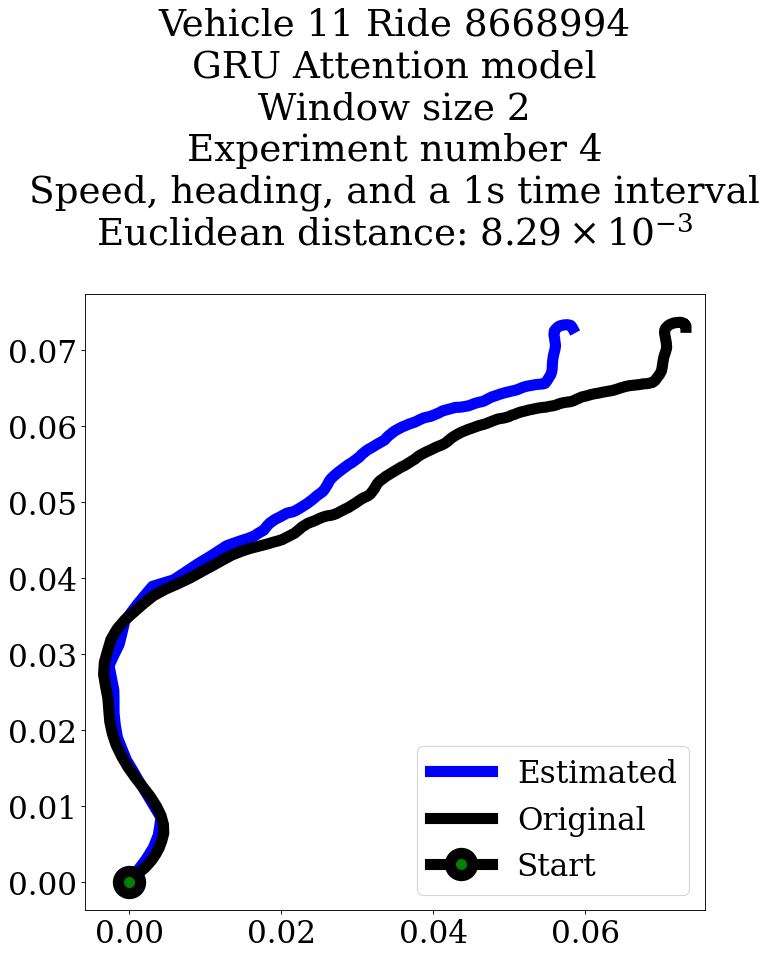 Vehicle 11 Ride 8668994
GRU Attention model
Window size 2
Experiment number 4
Speed, heading, and a 1s time interval
Euclidean distance: 8.29 × 10⁻³
0.07
0.06
0.05
0.04
0.03
0.02
0.01
0.00
Estimated
Original
Start
0.00 0.02 0.04 0.06